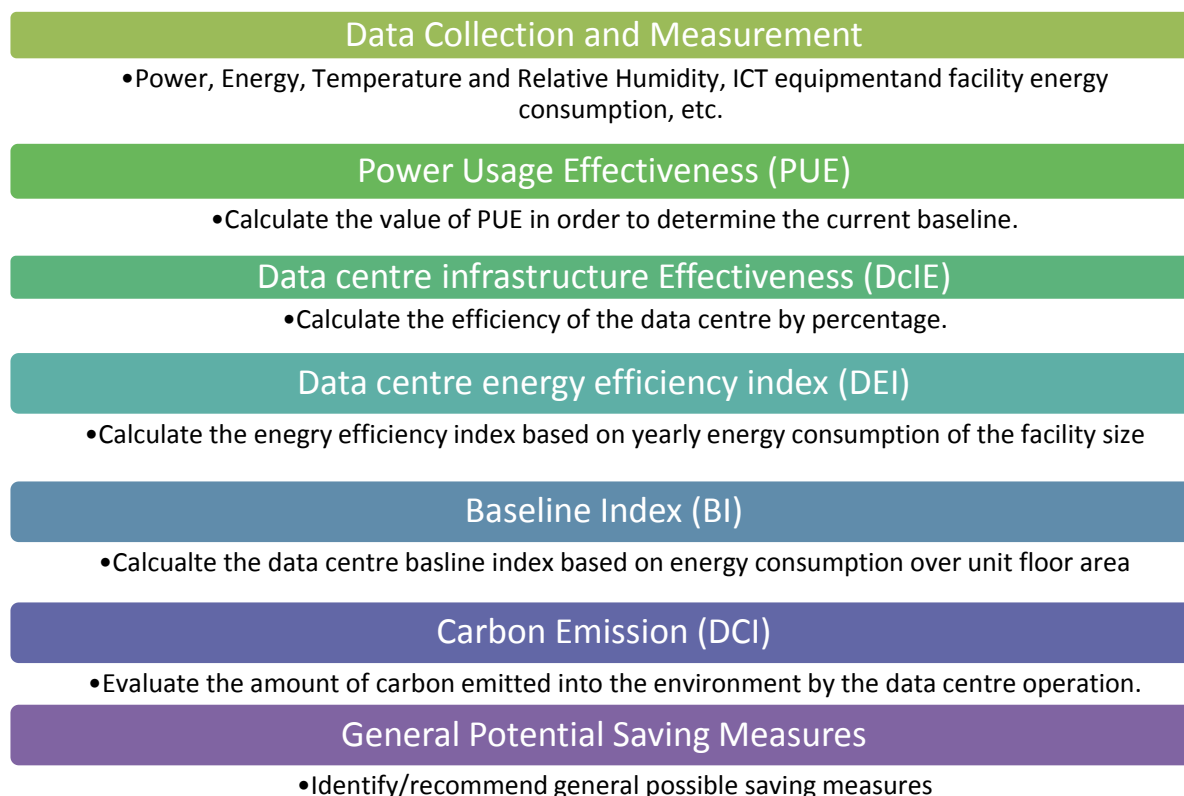 Data Collection and Measurement
•Power, Energy, Temperature and Relative Humidity, ICT equipmentand facility energy
consumption, etc.
Power Usage Effectiveness (PUE)
•Calculate the value of PUE in order to determine the current baseline.
Data centre infrastructure Effectiveness (DcIE)
•Calculate the efficiency of the data centre by percentage.
Data centre energy efficiency index (DEI)
•Calculate the enegry efficiency index based on yearly energy consumption of the facility size
Baseline Index (BI)
•Calcualte the data centre basline index based on energy consumption over unit floor area
Carbon Emission (DCI)
•Evaluate the amount of carbon emitted into the environment by the data centre operation.
General Potential Saving Measures
•Identify/recommend general possible saving measures